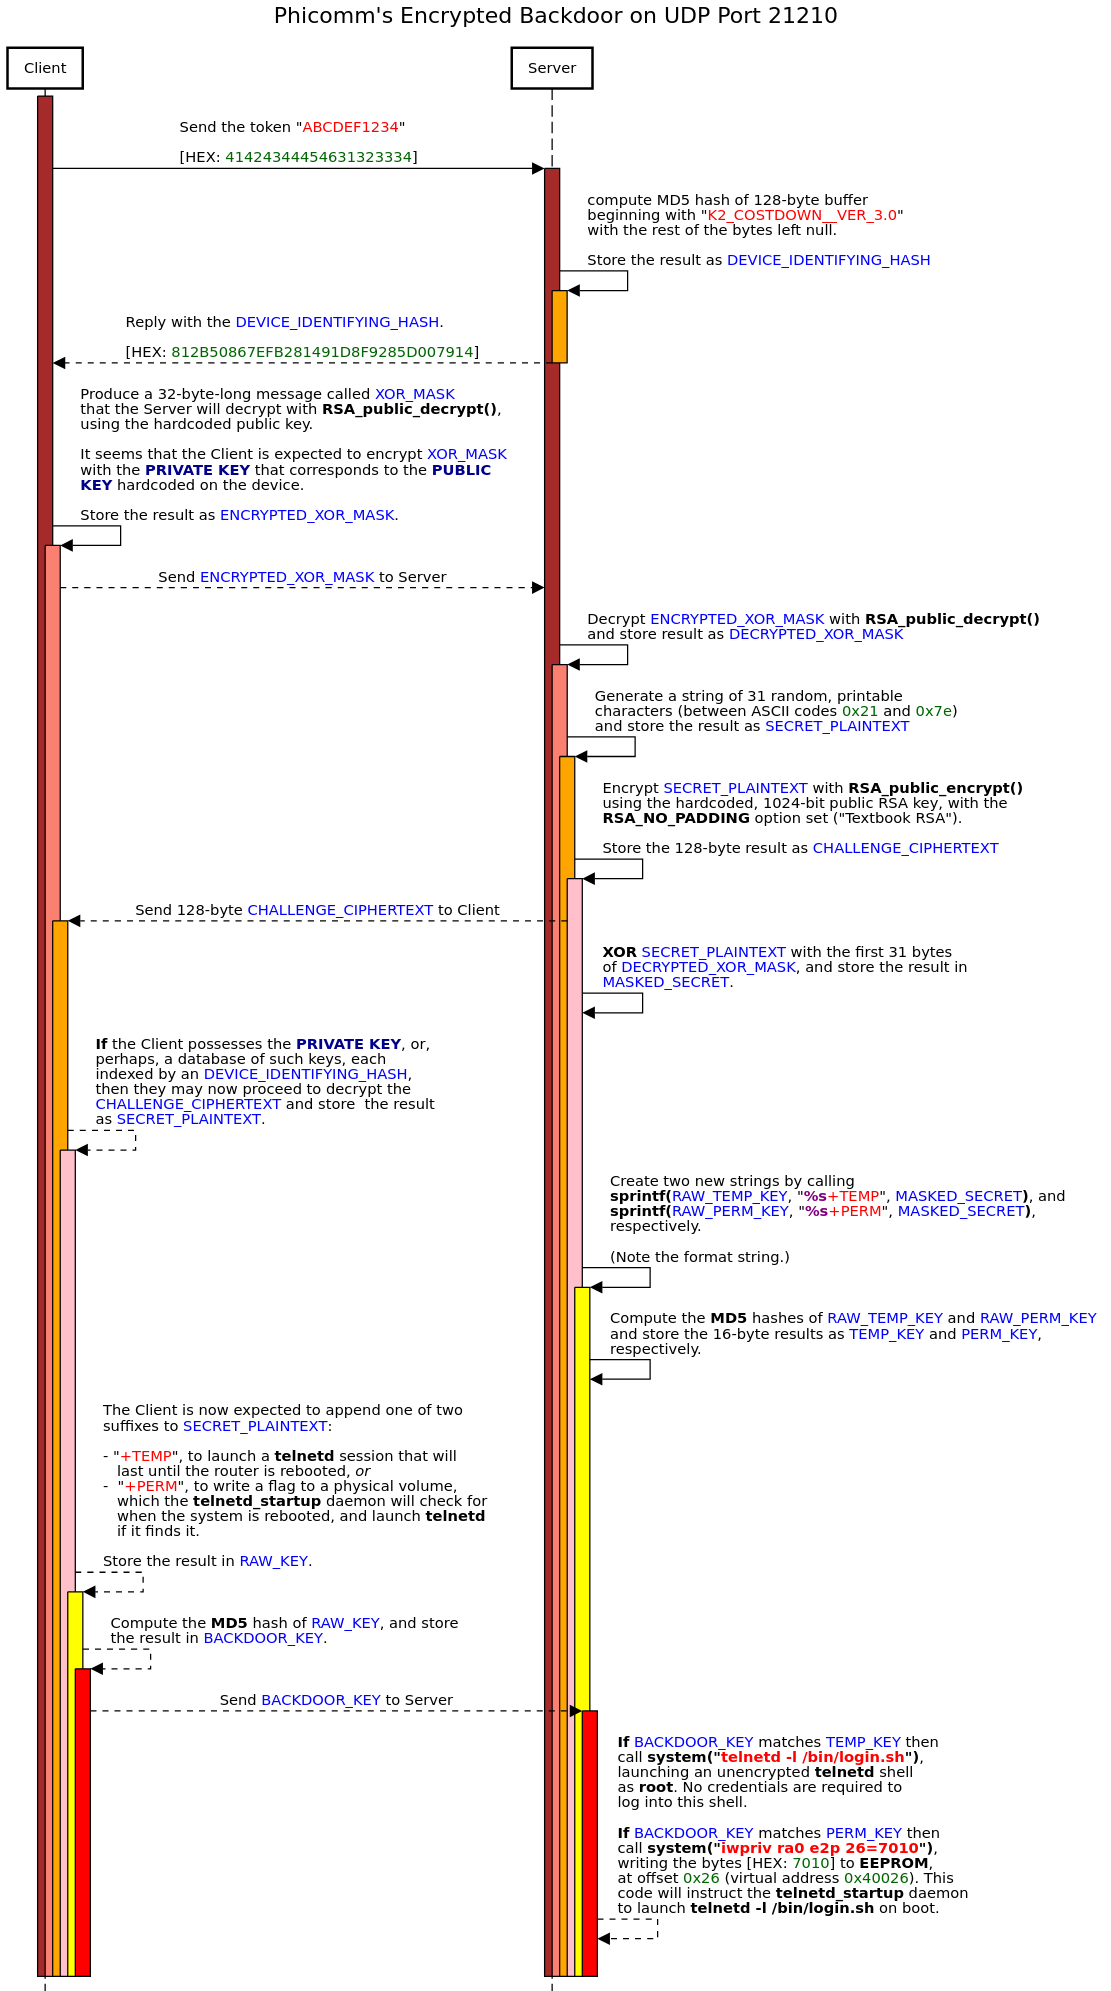 Phicomm's Encrypted Backdoor on UDP Port 21210
Client
Server
Send the token "ABCDEF1234"
[HEX: 41424344454631323334]
compute MD5 hash of 128-byte buffer
beginning with "K2_COSTDOWN__VER_3.0"
with the rest of the bytes left null.
Store the result as DEVICE_IDENTIFYING_HASH
Reply with the DEVICE_IDENTIFYING_HASH.
[HEX: 812B50867EFB281491D8F9285D007914]
Produce a 32-byte-long message called XOR_MASK
that the Server will decrypt with RSA_public_decrypt(),
using the hardcoded public key.
It seems that the Client is expected to encrypt XOR_MASK
with the PRIVATE KEY that corresponds to the PUBLIC
KEY hardcoded on the device.
Store the result as ENCRYPTED_XOR_MASK.
Send ENCRYPTED_XOR_MASK to Server
Decrypt ENCRYPTED_XOR_MASK with RSA_public_decrypt()
and store result as DECRYPTED_XOR_MASK
Generate a string of 31 random, printable
characters (between ASCII codes 0x21 and 0x7e)
and store the result as SECRET_PLAINTEXT
Encrypt SECRET_PLAINTEXT with RSA_public_encrypt()
using the hardcoded, 1024-bit public RSA key, with the
RSA_NO_PADDING option set ("Textbook RSA").
Store the 128-byte result as CHALLENGE_CIPHERTEXT
Send 128-byte CHALLENGE_CIPHERTEXT to Client
XOR SECRET_PLAINTEXT with the first 31 bytes
of DECRYPTED_XOR_MASK, and store the result in
MASKED_SECRET.
If the Client possesses the PRIVATE KEY, or,
perhaps, a database of such keys, each
indexed by an DEVICE_IDENTIFYING_HASH,
then they may now proceed to decrypt the
CHALLENGE_CIPHERTEXT and store  the result
as SECRET_PLAINTEXT.
Create two new strings by calling
sprintf(RAW_TEMP_KEY, "%s+TEMP", MASKED_SECRET), and
sprintf(RAW_PERM_KEY, "%s+PERM", MASKED_SECRET),
respectively.
(Note the format string.)
Compute the MD5 hashes of RAW_TEMP_KEY and RAW_PERM_KEY
and store the 16-byte results as TEMP_KEY and PERM_KEY,
respectively.
The Client is now expected to append one of two
suffixes to SECRET_PLAINTEXT:
- "+TEMP", to launch a telnetd session that will
last until the router is rebooted, or
- "+PERM", to write a flag to a physical volume,
which the telnetd_startup daemon will check for
when the system is rebooted, and launch telnetd
if it finds it.
Store the result in RAW_KEY.
Compute the MD5 hash of RAW_KEY, and store
the result in BACKDOOR_KEY.
Send BACKDOOR_KEY to Server
If BACKDOOR_KEY matches TEMP_KEY then
call system("telnetd -l /bin/login.sh"),
launching an unencrypted telnetd shell
as root. No credentials are required to
log into this shell.
If BACKDOOR_KEY matches PERM_KEY then
call system("iwpriv ra0 e2p 26=7010"),
writing the bytes [HEX: 7010] to EEPROM,
at offset 0x26 (virtual address 0x40026). This
code will instruct the telnetd_startup daemon
to launch telnetd -l /bin/login.sh on boot.